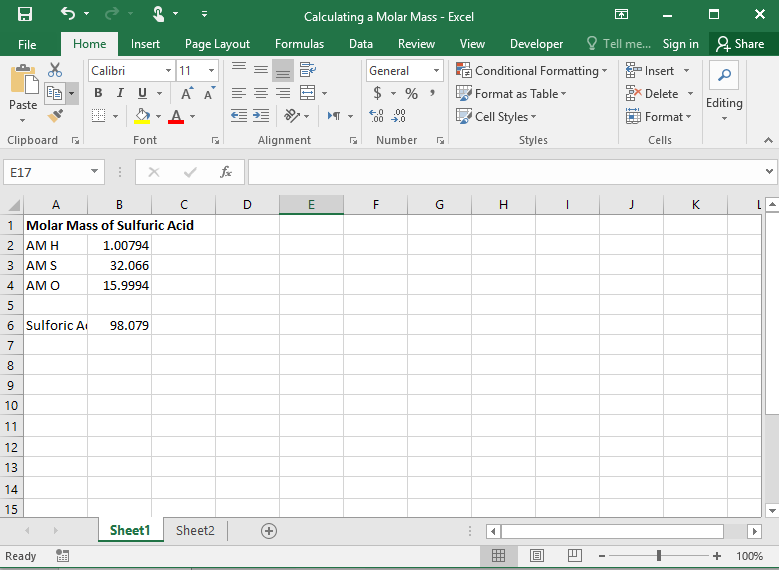 Calculating a Molar Mass - Excel
File Home Insert Page Layout Formulas Data Review View Developer Tell me... Sign in Share
Paste
Calibri 11
B I U A A
A
General
$ % ,
Conditional Formatting
Format as Table
Cell Styles
Insert
Delete
Format
Editing
Clipboard Font Alignment Number Styles Cells
E17 fx
A B C D E F G H I J K L
1 Molar Mass of Sulfuric Acid
2 AM H 1.00794
3 AM S 32.066
4 AM O 15.9994
5
6 Sulforic A 98.079
7
8
9
10
11
12
13
14
15
Sheet1 Sheet2
Ready 100%